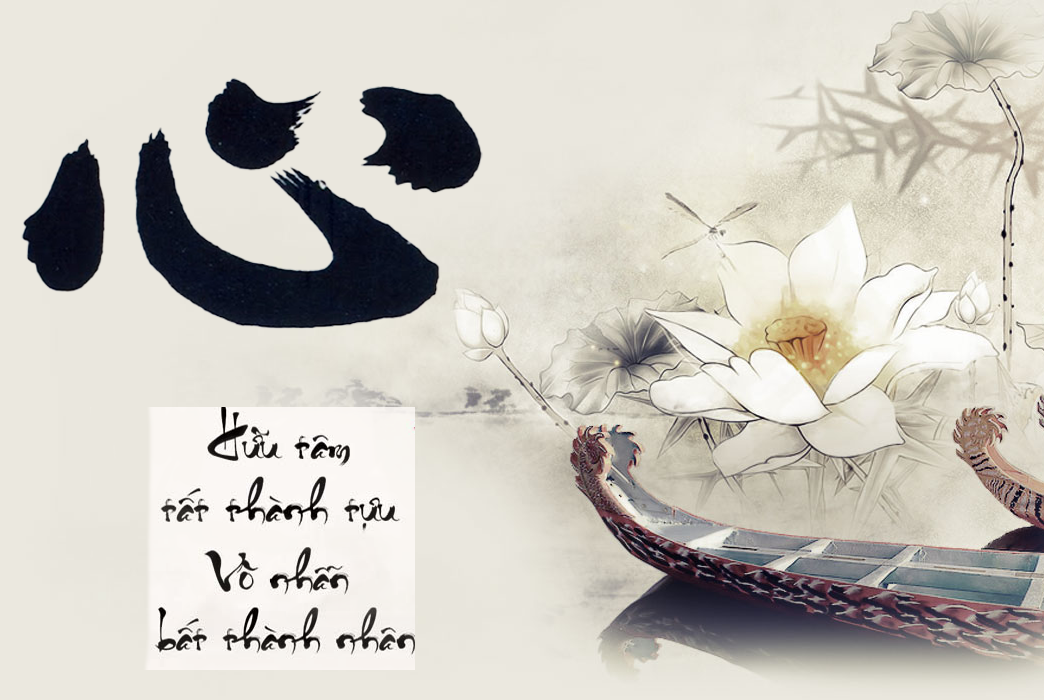 心
Hữu tâm
tất thành tựu
Vô nhẫn
bất thành nhân